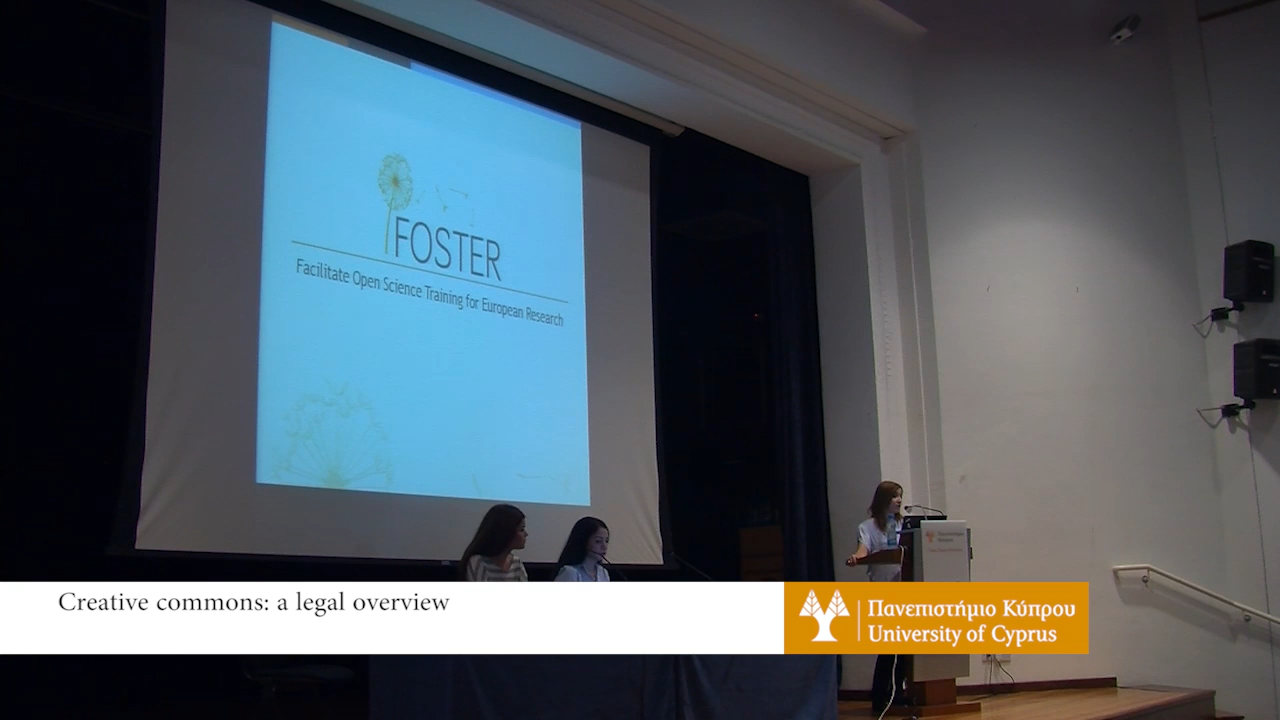 FOSTER
Facilitate Open Science Training for European Research
Creative commons: a legal overview
Πανεπιστήμιο Κύπρου
University of Cyprus